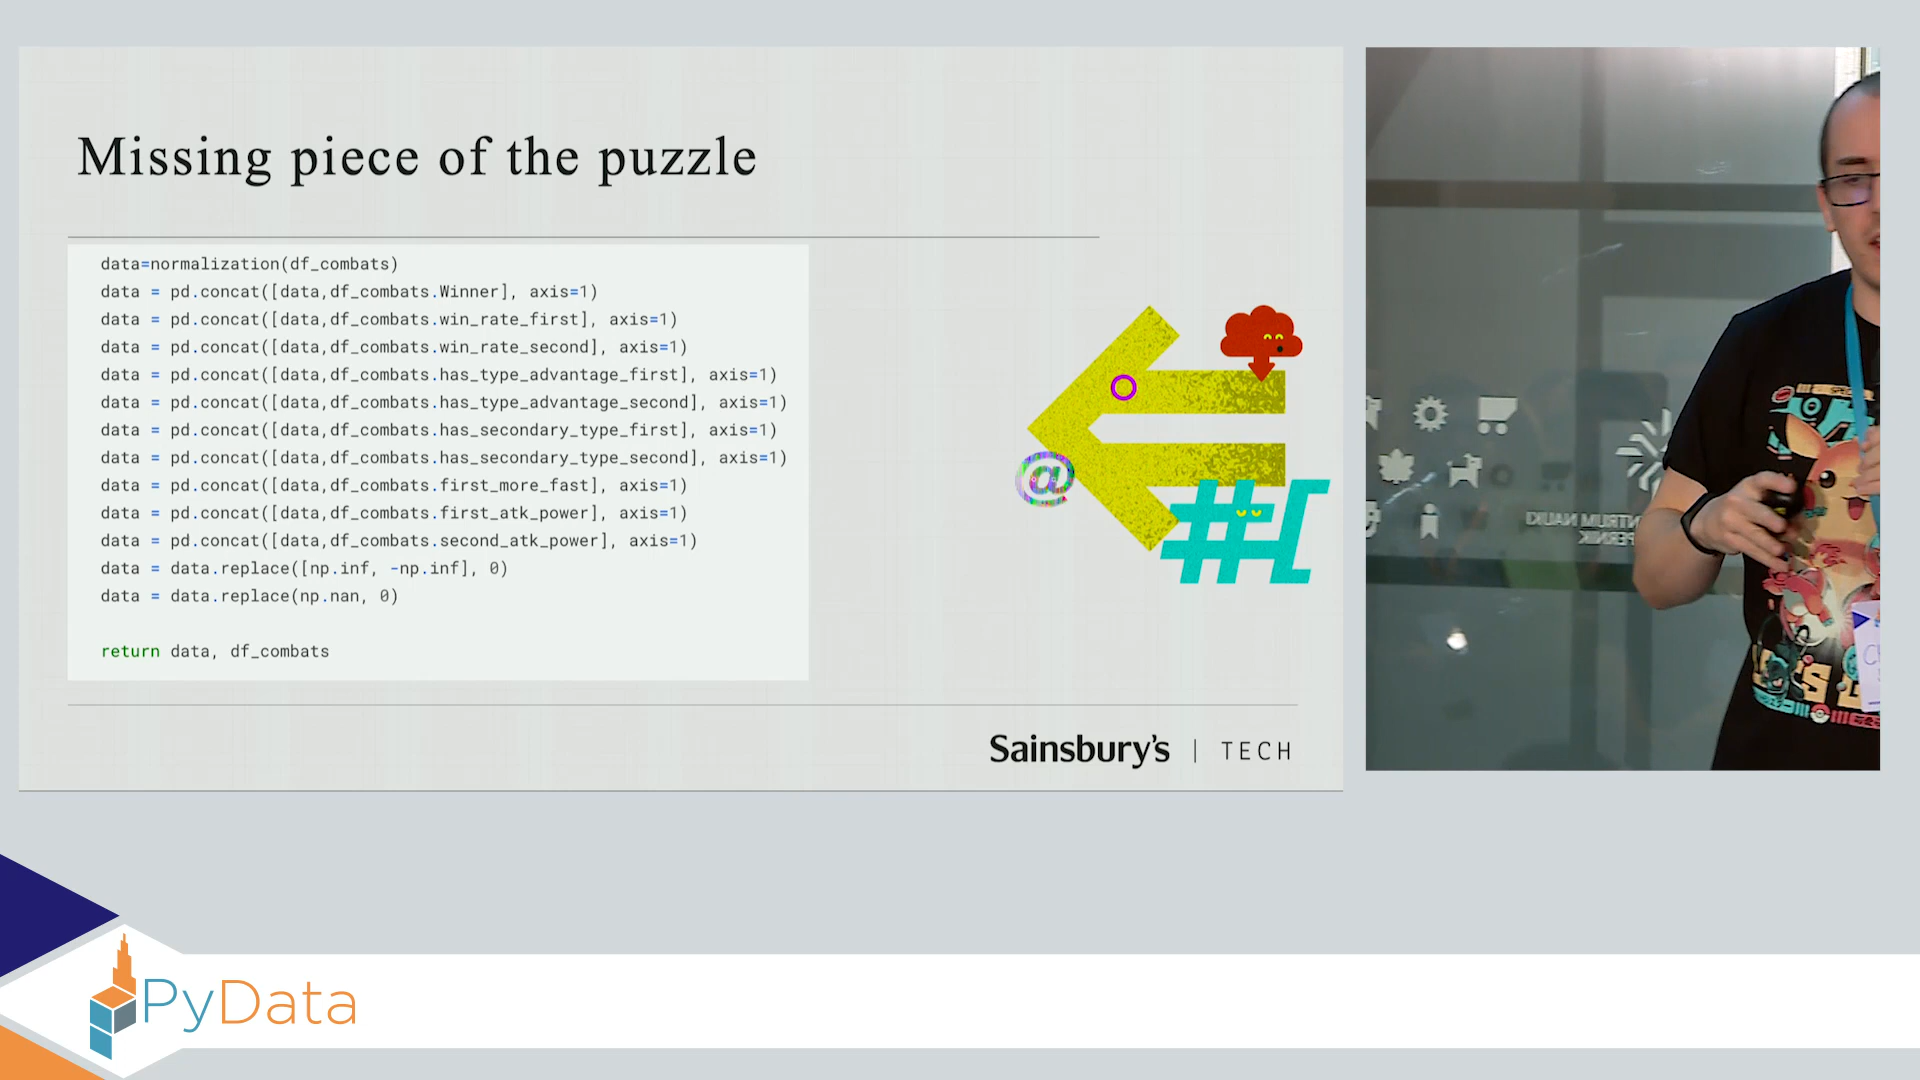 Missing piece of the puzzle
data=normalization(df_combats)
data = pd.concat([data,df_combats.Winner], axis=1)
data = pd.concat([data,df_combats.win_rate_first], axis=1)
data = pd.concat([data,df_combats.win_rate_second], axis=1)
data = pd.concat([data,df_combats.has_type_advantage_first], axis=1)
data = pd.concat([data,df_combats.has_type_advantage_second], axis=1)
data = pd.concat([data,df_combats.has_secondary_type_first], axis=1)
data = pd.concat([data,df_combats.has_secondary_type_second], axis=1)
data = pd.concat([data,df_combats.first_more_fast], axis=1)
data = pd.concat([data,df_combats.first_atk_power], axis=1)
data = pd.concat([data,df_combats.second_atk_power], axis=1)
data = data.replace([np.inf, -np.inf], 0)
data = data.replace(np.nan, 0)
return data, df_combats
@
#[
Sainsbury's | TECH
PyData